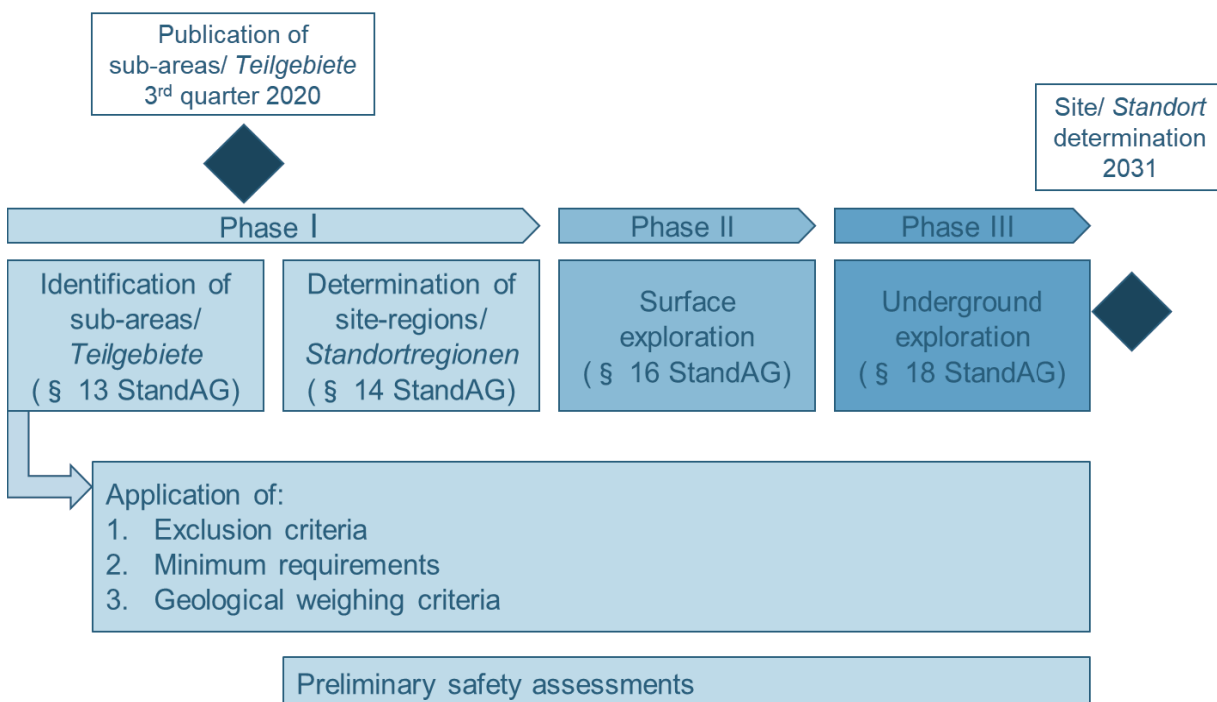 Publication of
sub-areas/ Teilgebiete
3rd quarter 2020
Site/ Standort
determination
2031
Phase I
Phase II
Phase III
Identification of
sub-areas/
Teilgebiete
( § 13 StandAG)
Determination of
site-regions/
Standortregionen
( § 14 StandAG)
Surface
exploration
( § 16 StandAG)
Underground
exploration
( § 18 StandAG)
Application of:
1. Exclusion criteria
2. Minimum requirements
3. Geological weighing criteria
Preliminary safety assessments